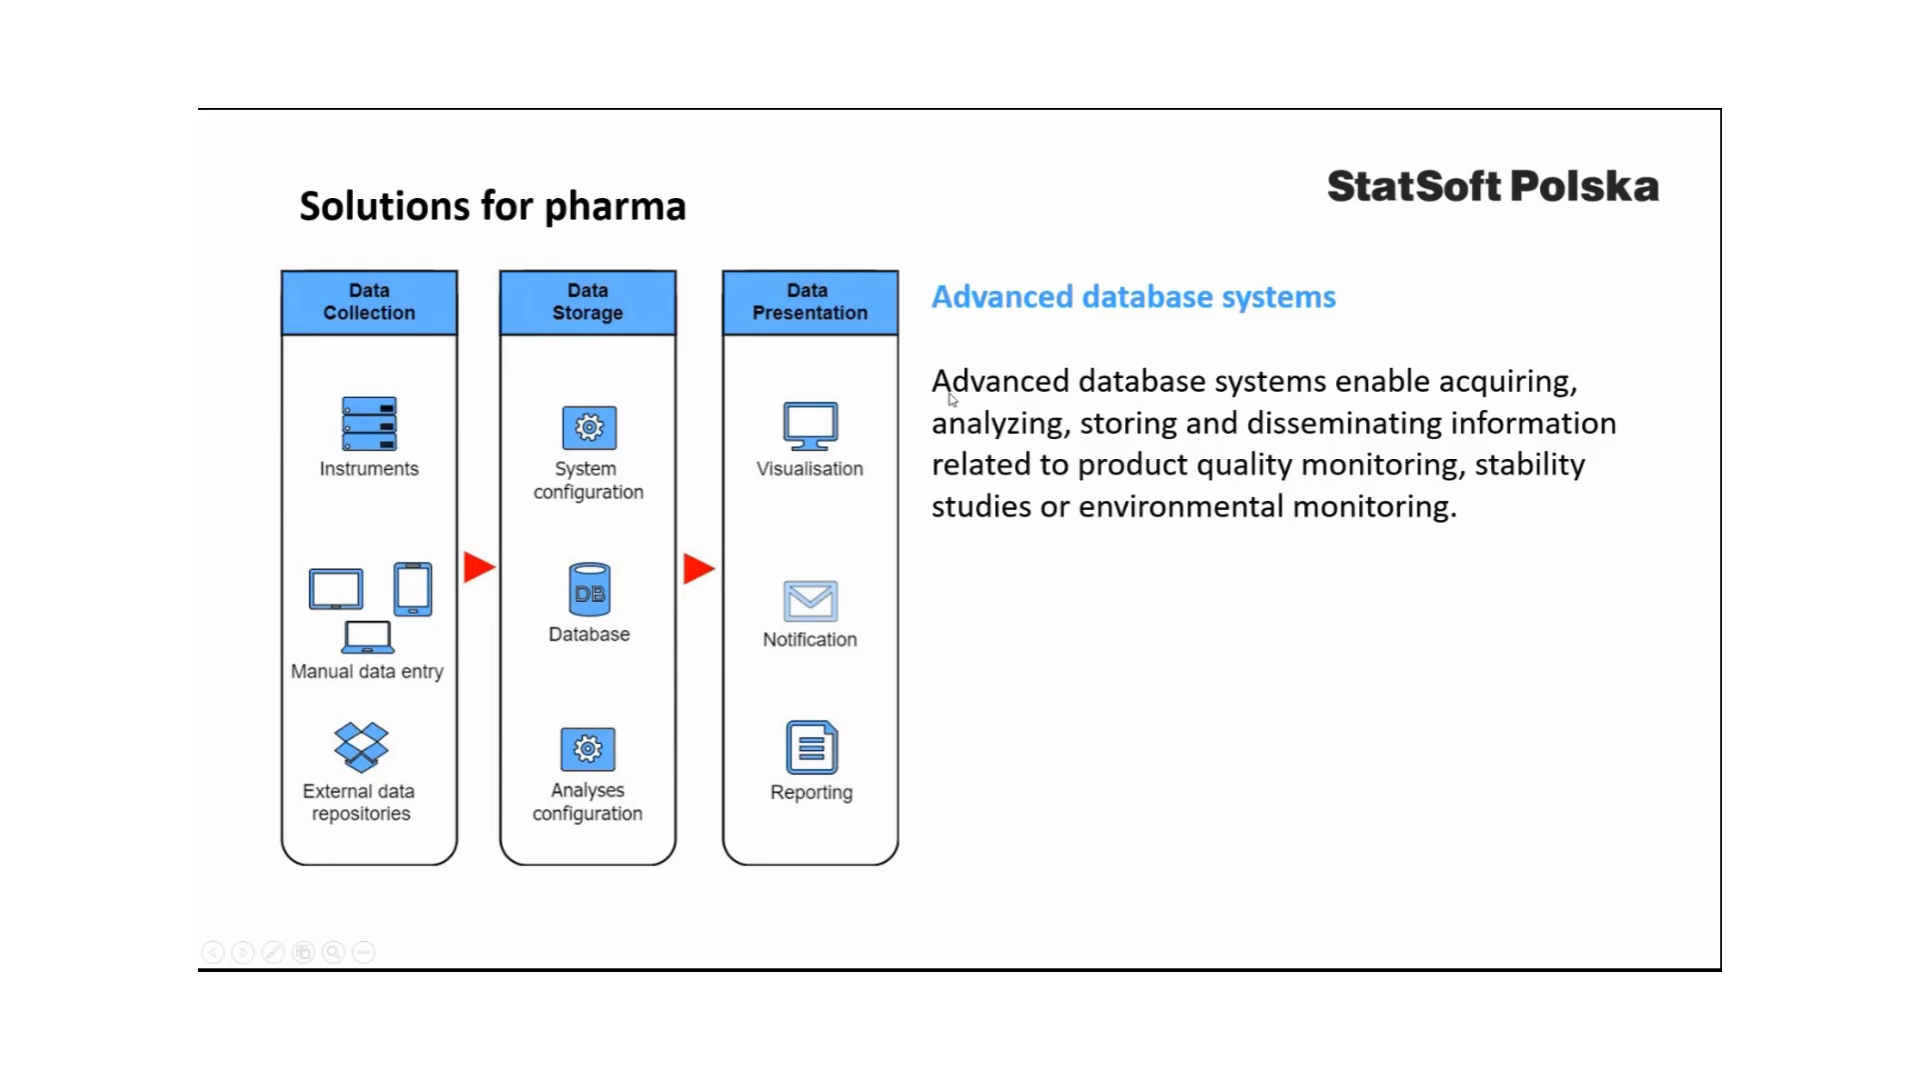 StatSoft Polska
Solutions for pharma
Data
Collection
Instruments
Manual data entry
External data
repositories
Data
Storage
System
configuration
DB
Database
Analyses
configuration
Data
Presentation
Visualisation
Notification
Reporting
Advanced database systems
Advanced database systems enable acquiring,
analyzing, storing and disseminating information
related to product quality monitoring, stability
studies or environmental monitoring.